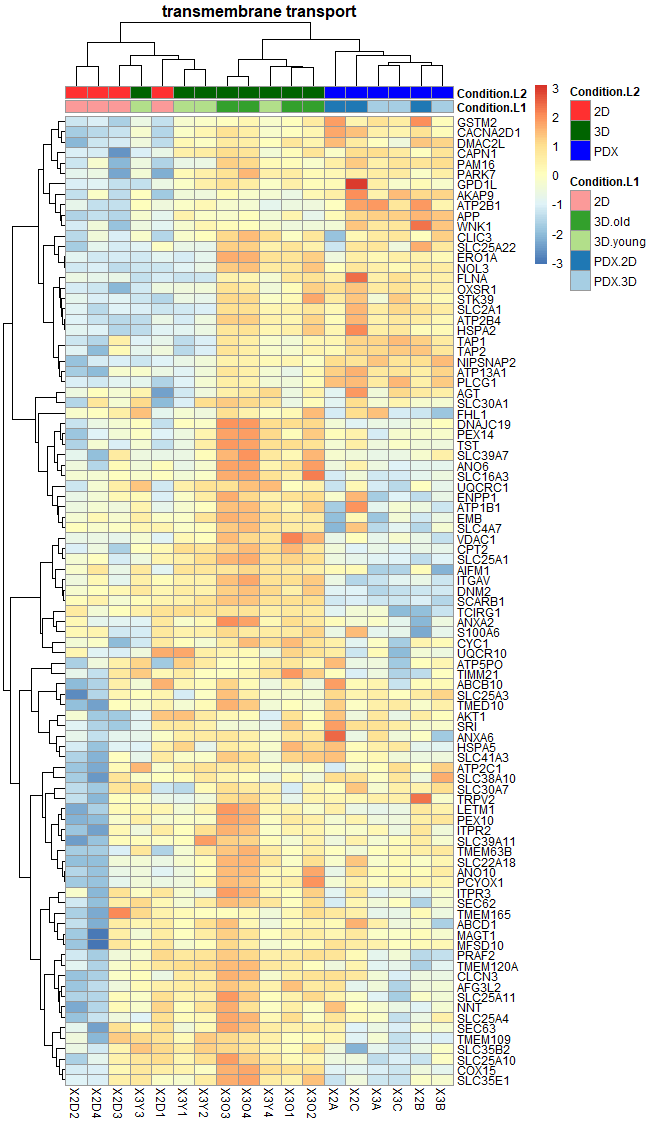 transmembrane transport
Condition.L2
Condition.L1
GSTM2
CACNA2D1
DMAC2L
CAPN1
PAM16
PARK7
GPD1L
AKAP9
ATP2B1
APP
WNK1
CLIC3
SLC25A22
ERO1A
NOL3
FLNA
OXSR1
STK39
SLC2A1
ATP2B4
HSPA2
TAP1
TAP2
NIPSNAP2
ATP13A1
PLCG1
AGT
SLC30A1
FHL1
DNAJC19
PEX14
TST
SLC39A7
ANO6
SLC16A3
UQCRC1
ENPP1
ATP1B1
EMB
SLC4A7
VDAC1
CPT2
SLC25A1
AIFM1
ITGAV
DNM2
SCARB1
TCIRG1
ANXA2
S100A6
CYC1
UQCR10
ATP5PO
TIMM21
ABCB10
SLC25A3
TMED10
AKT1
SRI
ANXA6
HSPA5
SLC41A3
ATP2C1
SLC38A10
SLC30A7
TRPV2
LETM1
PEX10
ITPR2
SLC39A11
TMEM63B
SLC22A18
ANO10
PCYOX1
ITPR3
SEC62
TMEM165
ABCD1
MAGT1
MFSD10
PRAF2
TMEM120A
CLCN3
AFG3L2
SLC25A11
NNT
SLC25A4
SEC63
TMEM109
SLC35B2
SLC25A10
COX15
SLC35E1
X2D2
X2D4
X2D3
X3Y3
X2D1
X3Y1
X3Y2
X3O3
X3O4
X3Y4
X3O1
X3O2
X2A
X2C
X3A
X3C
X2B
X3B
3
2
1
0
-1
-2
-3
Condition.L2
2D
3D
PDX
Condition.L1
2D
3D.old
3D.young
PDX.2D
PDX.3D